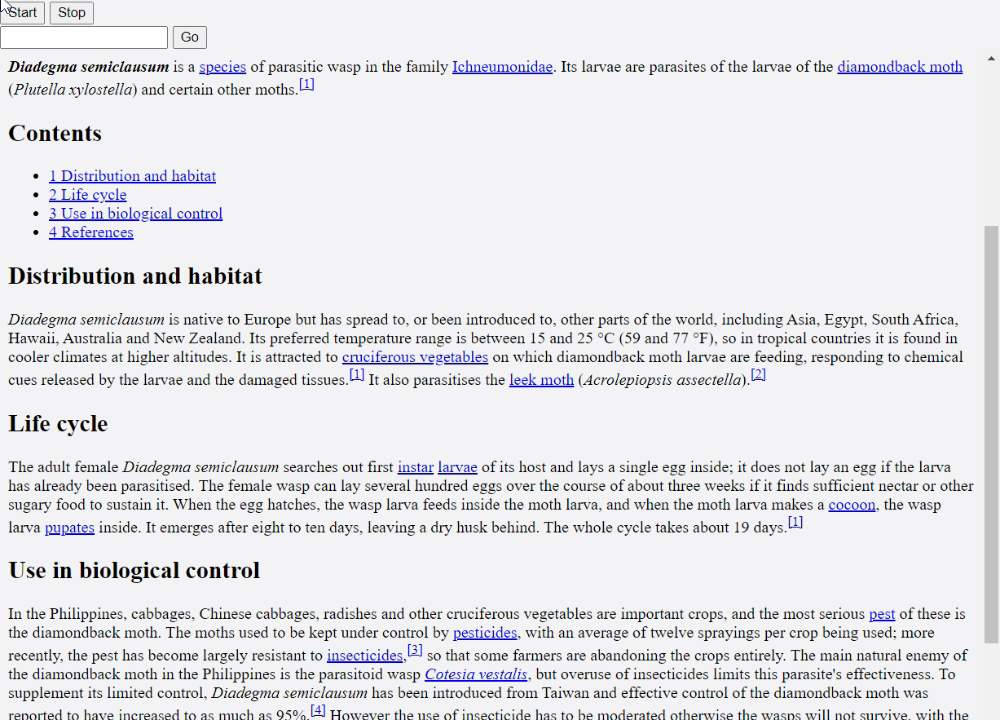 Start Stop
Go
Diadegma semiclausum is a species of parasitic wasp in the family Ichneumonidae. Its larvae are parasites of the larvae of the diamondback moth
(Plutella xylostella) and certain other moths.[1]
Contents
1 Distribution and habitat
2 Life cycle
3 Use in biological control
4 References
Distribution and habitat
Diadegma semiclausum is native to Europe but has spread to, or been introduced to, other parts of the world, including Asia, Egypt, South Africa,
Hawaii, Australia and New Zealand. Its preferred temperature range is between 15 and 25 °C (59 and 77 °F), so in tropical countries it is found in
cooler climates at higher altitudes. It is attracted to cruciferous vegetables on which diamondback moth larvae are feeding, responding to chemical
cues released by the larvae and the damaged tissues.[1] It also parasitises the leek moth (Acrolepiopsis assectella).[2]
Life cycle
The adult female Diadegma semiclausum searches out first instar larvae of its host and lays a single egg inside; it does not lay an egg if the larva
has already been parasitised. The female wasp can lay several hundred eggs over the course of about three weeks if it finds sufficient nectar or other
sugary food to sustain it. When the egg hatches, the wasp larva feeds inside the moth larva, and when the moth larva makes a cocoon, the wasp
larva pupates inside. It emerges after eight to ten days, leaving a dry husk behind. The whole cycle takes about 19 days.[1]
Use in biological control
In the Philippines, cabbages, Chinese cabbages, radishes and other cruciferous vegetables are important crops, and the most serious pest of these is
the diamondback moth. The moths used to be kept under control by pesticides, with an average of twelve sprayings per crop being used; more
recently, the pest has become largely resistant to insecticides,[3] so that some farmers are abandoning the crops entirely. The main natural enemy of
the diamondback moth in the Philippines is the parasitoid wasp Cotesia vestalis, but overuse of insecticides limits this parasite's effectiveness. To
supplement its limited control, Diadegma semiclausum has been introduced from Taiwan and effective control of the diamondback moth was
reported to have increased to as much as 95%.[4] However the use of insecticide has to be moderated otherwise the wasps will not survive, with the